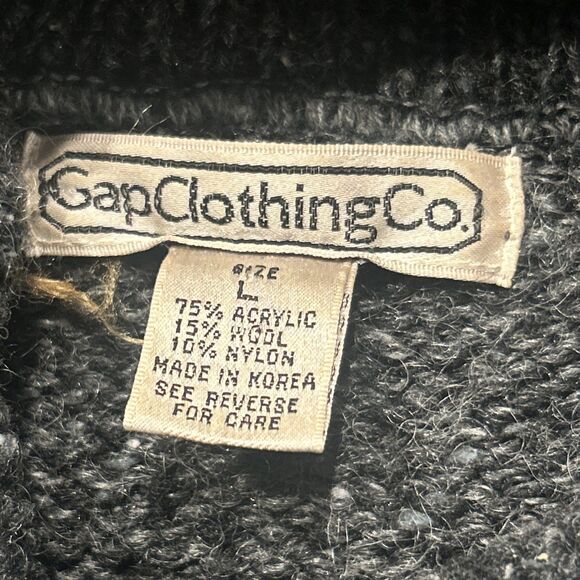 GapClothingCo.
SIZE
L
75% ACRYLIC
15% WOOL
10% NYLON
MADE IN KOREA
SEE REVERSE
FOR CARE